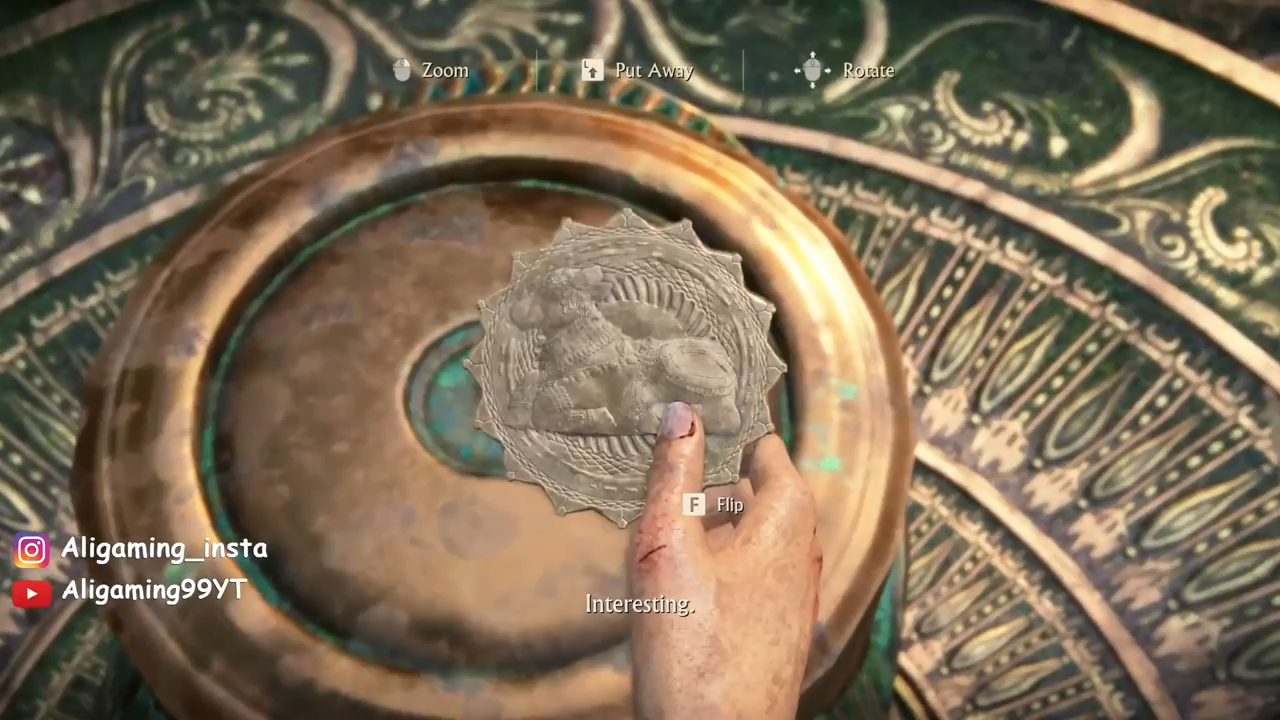 Zoom
Put Away
Rotate
F Flip
Aligaming_insta
Aligaming99YT
Interesting.